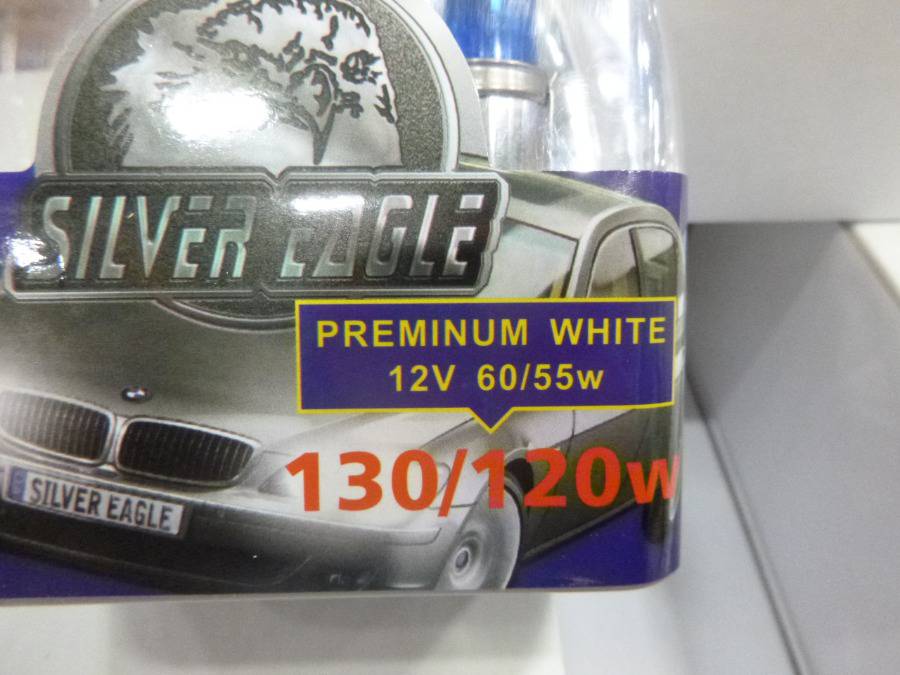 SILVER EAGLE
PREMINUM WHITE
12V 60/55w
130/120w
SILVER EAGLE